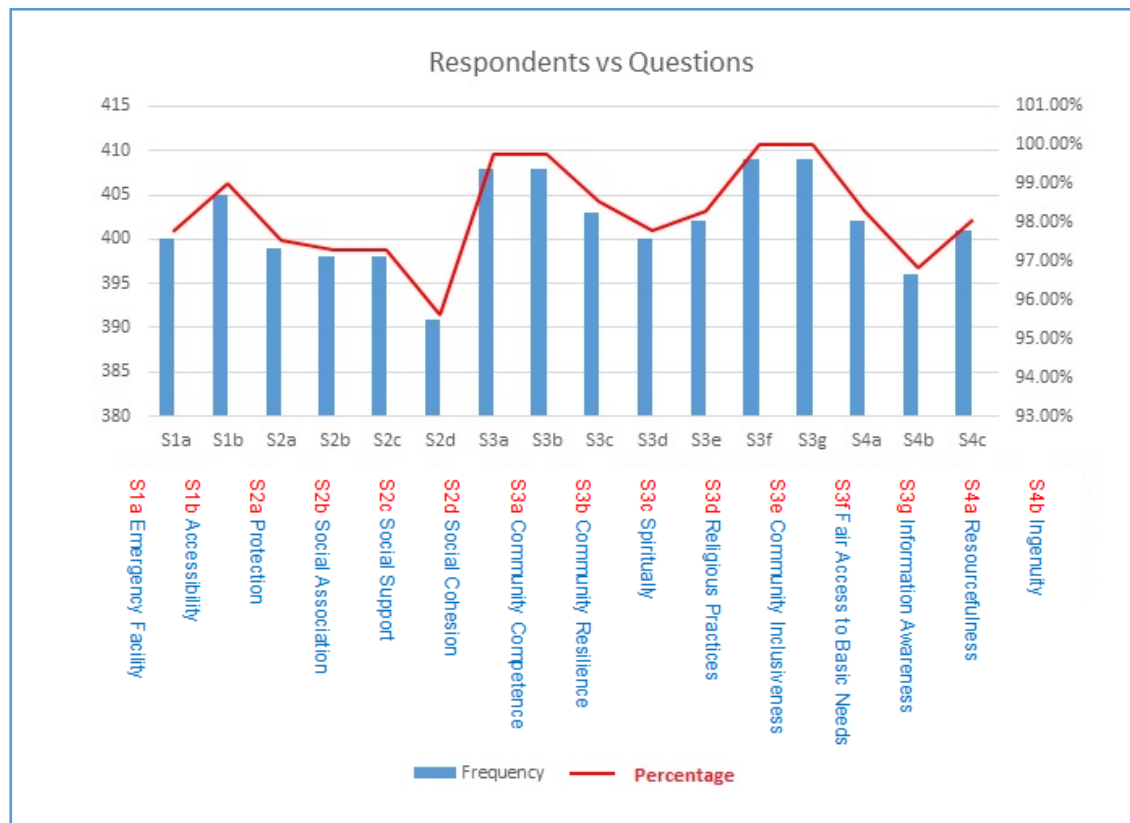 Respondents vs Questions
415
410
405
400
395
390
385
380
101.00%
100.00%
99.00%
98.00%
97.00%
96.00%
95.00%
94.00%
93.00%
S1a S1b S2a S2b S2c S2d S3a S3b S3c S3d S3e S3f S3g S4a S4b S4c
S1a Emergency Facility
S1b Accessibility
S2a Protection
S2b Social Association
S2c Social Support
S2d Social Cohesion
S3a Community Competence
S3b Community Resilience
S3c Spiritually
S3d Religious Practices
S3e Community Inclusiveness
S3f Fair Access to Basic Needs
S3g Information Awareness
S4a Resourcefulness
S4b Ingenuity
Frequency Percentage